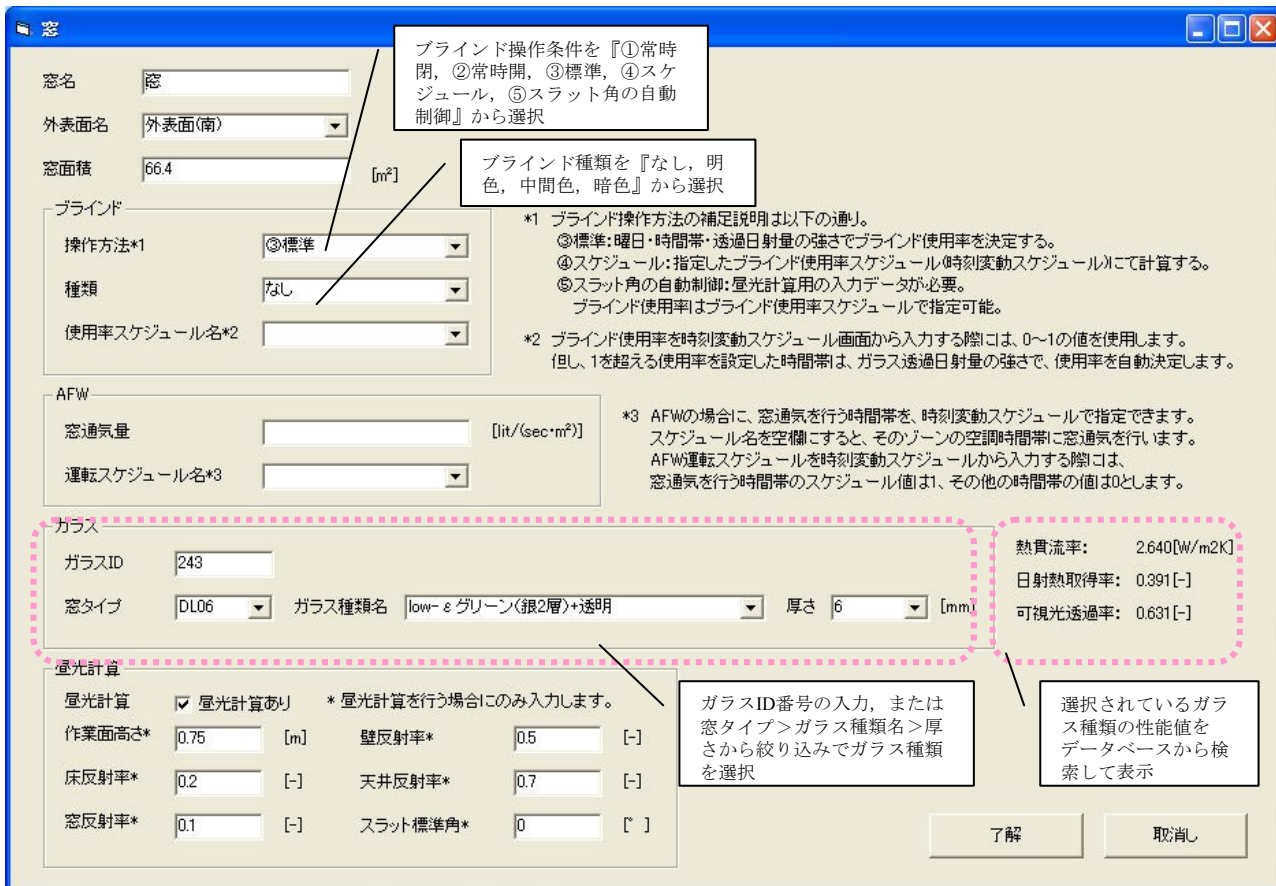 窓
ブラインド操作条件を『①常時
閉，②常時開，③標準，④スケ
ジュール，⑤スラット角の自動
制御』から選択
窓名 窓
外表面名 外表面(南)
窓面積 66.4 [m²]
ブラインド種類を『なし，明
色，中間色，暗色』から選択
ブラインド
操作方法*1 ③標準
種類 なし
使用率スケジュール名*2
*1 ブラインド操作方法の補足説明は以下の通り。
③標準:曜日・時間帯・透過日射量の強さでブラインド使用率を決定する。
④スケジュール:指定したブラインド使用率スケジュール(時刻変動スケジュール)にて計算する。
⑤スラット角の自動制御:昼光計算用の入力データが必要。
ブラインド使用率はブラインド使用率スケジュールで指定可能。
*2 ブラインド使用率を時刻変動スケジュール画面から入力する際には、0～1の値を使用します。
但し、1を超える使用率を設定した時間帯は、ガラス透過日射量の強さで、使用率を自動決定します。
AFW
窓通気量 [lit/(sec・m²)]
運転スケジュール名*3
*3 AFWの場合に、窓通気を行う時間帯を、時刻変動スケジュールで指定できます。
スケジュール名を空欄にすると、そのゾーンの空調時間帯に窓通気を行います。
AFW運転スケジュールを時刻変動スケジュールから入力する際には、
窓通気を行う時間帯のスケジュール値は1、その他の時間帯の値は0とします。
ガラス
ガラスID 243
窓タイプ DL06 ガラス種類名 low-εグリーン(銀2層)+透明 厚さ 6 [mm]
熱貫流率: 2.640[W/m2K]
日射熱取得率: 0.391[-]
可視光透過率: 0.631[-]
昼光計算
昼光計算 昼光計算あり *昼光計算を行う場合にのみ入力します。
作業面高さ* 0.75 [m] 壁反射率* 0.5 [-]
床反射率* 0.2 [-] 天井反射率* 0.7 [-]
窓反射率* 0.1 [-] スラット標準角* 0 [°]
ガラスID番号の入力，または
窓タイプ＞ガラス種類名＞厚
さから絞り込みでガラス種類
を選択
選択されているガラ
ス種類の性能値を
データベースから検
索して表示
了解 取消し